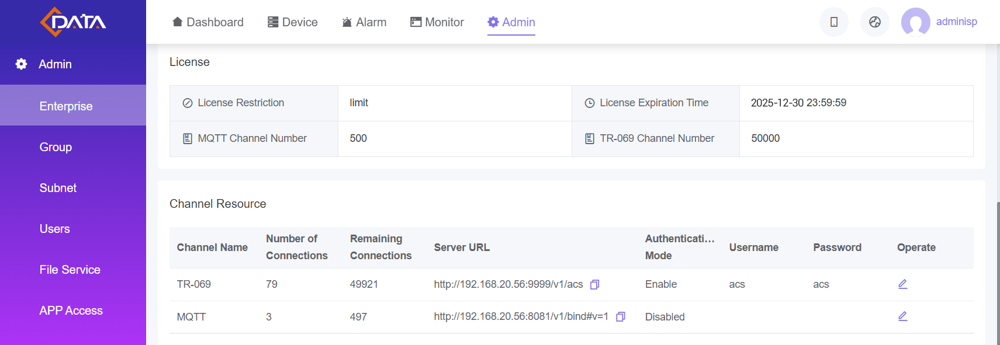 DATA
Dashboard
Device
Alarm
Monitor
Admin
adminisp
Admin
Enterprise
Group
Subnet
Users
File Service
APP Access
License
License Restriction
limit
License Expiration Time
2025-12-30 23:59:59
MQTT Channel Number
500
TR-069 Channel Number
50000
Channel Resource
Channel Name
Number of
Connections
Remaining
Connections
Server URL
Authenticati...
Mode
Username
Password
Operate
TR-069
79
49921
http://192.168.20.56:9999/v1/acs
Enable
acs
acs
MQTT
3
497
http://192.168.20.56:8081/v1/bind#v=1
Disabled